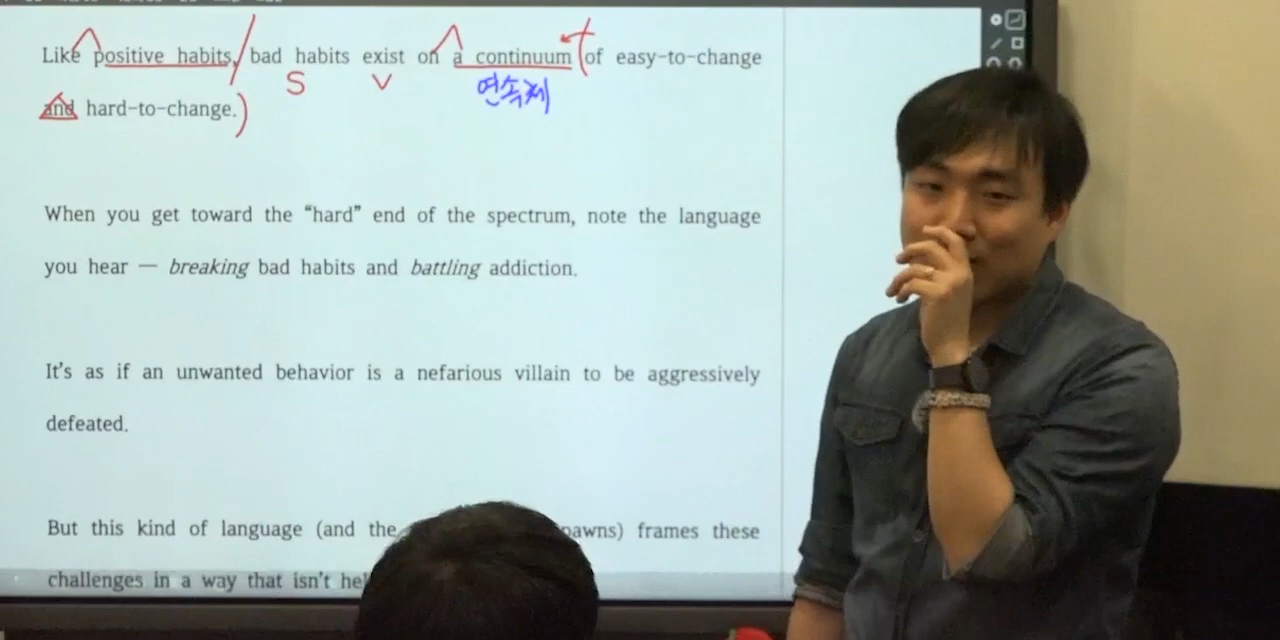 Like positive habits, bad habits exist on a continuum of easy-to-change
S V 연속체
and hard-to-change.
When you get toward the “hard” end of the spectrum, note the language
you hear — breaking bad habits and battling addiction.
It’s as if an unwanted behavior is a nefarious villain to be aggressively
defeated.
But this kind of language (and the frames these
challenges in a way that isn’t